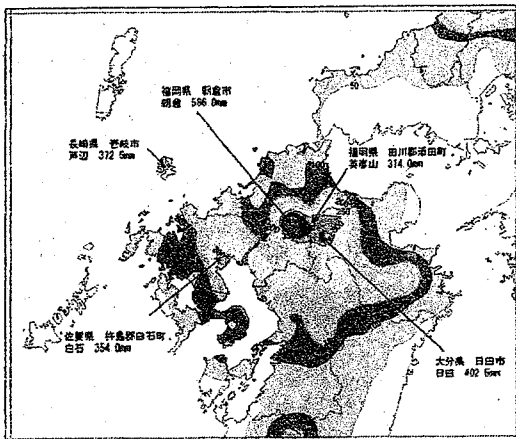 福岡県 朝倉市
朝倉 586.0mm
長崎県 壱岐市
芦辺 372.5mm
福岡県 田川郡添田町
英彦山 314.0mm
佐賀県 杵島郡白石町
白石 354.0mm
大分県 日田市
日田 402.5mm
50
250